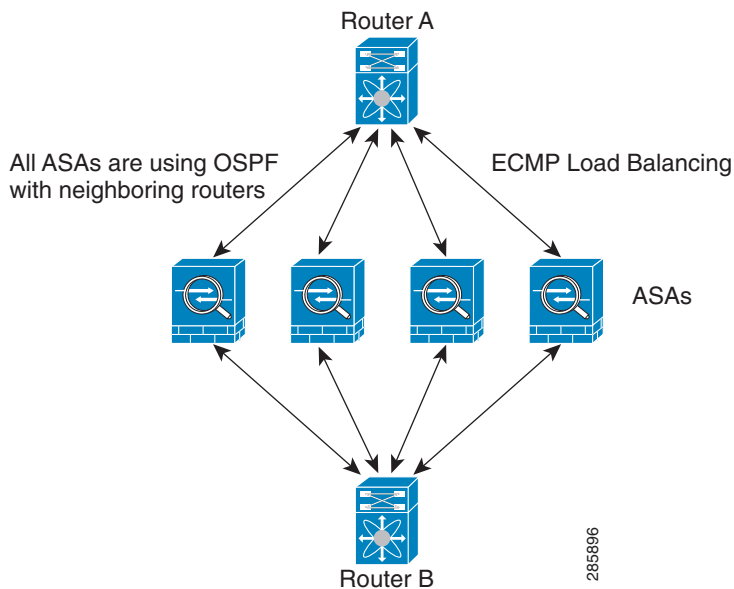 Router A
All ASAs are using OSPF
with neighboring routers
ECMP Load Balancing
ASAs
Router B
285896